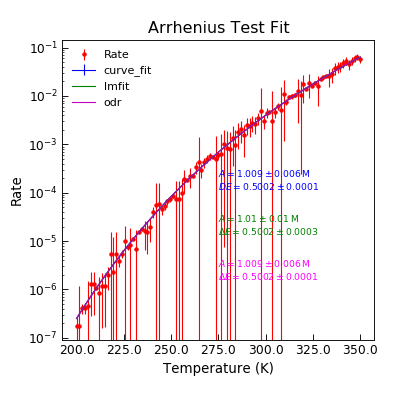 Arrhenius Test Fit
Rate
curve_fit
lmfit
odr
A = 1.009 ± 0.006 M
DE = 0.5002 ± 0.0001
A = 1.01 ± 0.01 M
ΔE = 0.5002 ± 0.0003
A = 1.009 ± 0.006 M
ΔE = 0.5002 ± 0.0001
Rate
10⁻¹
10⁻²
10⁻³
10⁻⁴
10⁻⁵
10⁻⁶
10⁻⁷
200.0 225.0 250.0 275.0 300.0 325.0 350.0
Temperature (K)